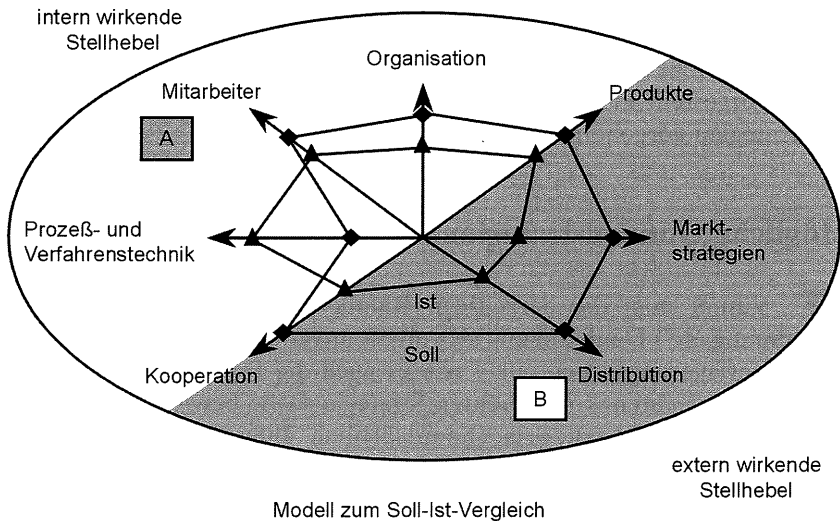 intern wirkende
Stellhebel
Organisation
Mitarbeiter
Produkte
A
Prozeß- und
Verfahrenstechnik
Markt-
strategien
Ist
Soll
Kooperation
Distribution
B
extern wirkende
Stellhebel
Modell zum Soll-Ist-Vergleich